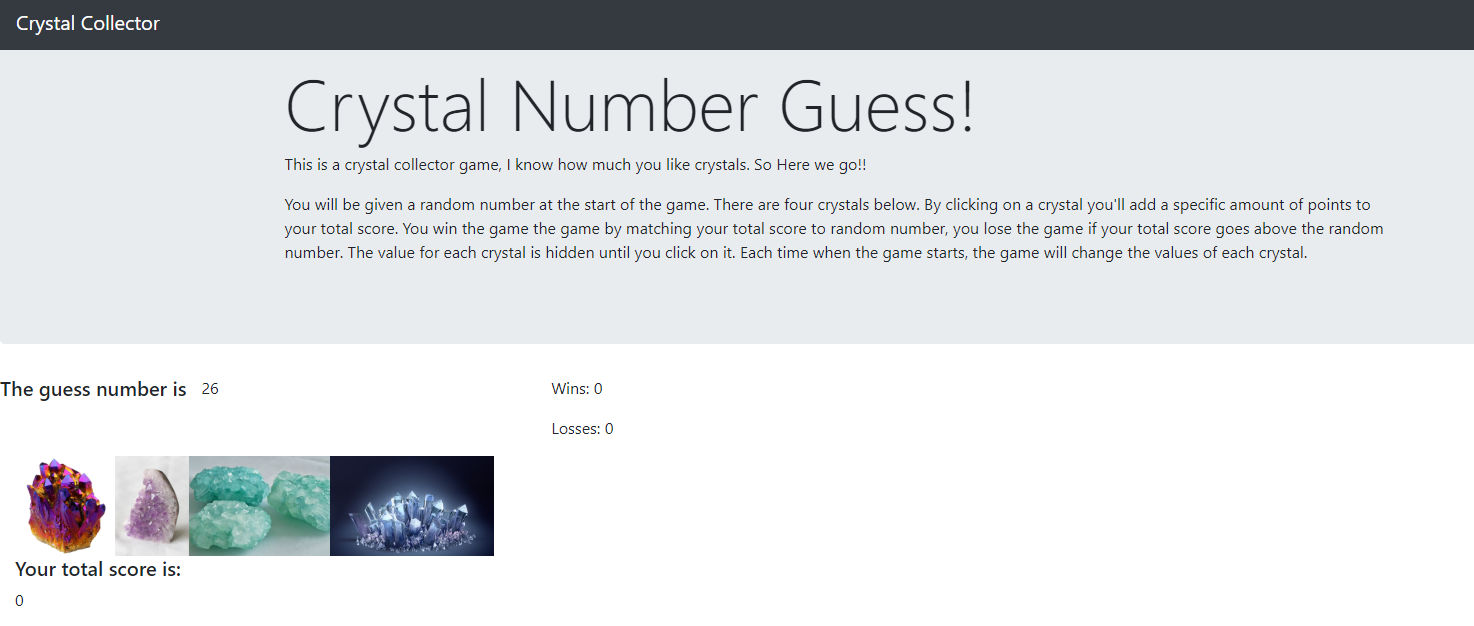 Crystal Collector
Crystal Number Guess!
This is a crystal collector game, I know how much you like crystals. So Here we go!!
You will be given a random number at the start of the game. There are four crystals below. By clicking on a crystal you'll add a specific amount of points to
your total score. You win the game the game by matching your total score to random number, you lose the game if your total score goes above the random
number. The value for each crystal is hidden until you click on it. Each time when the game starts, the game will change the values of each crystal.
The guess number is 26
Wins: 0
Losses: 0
Your total score is:
0